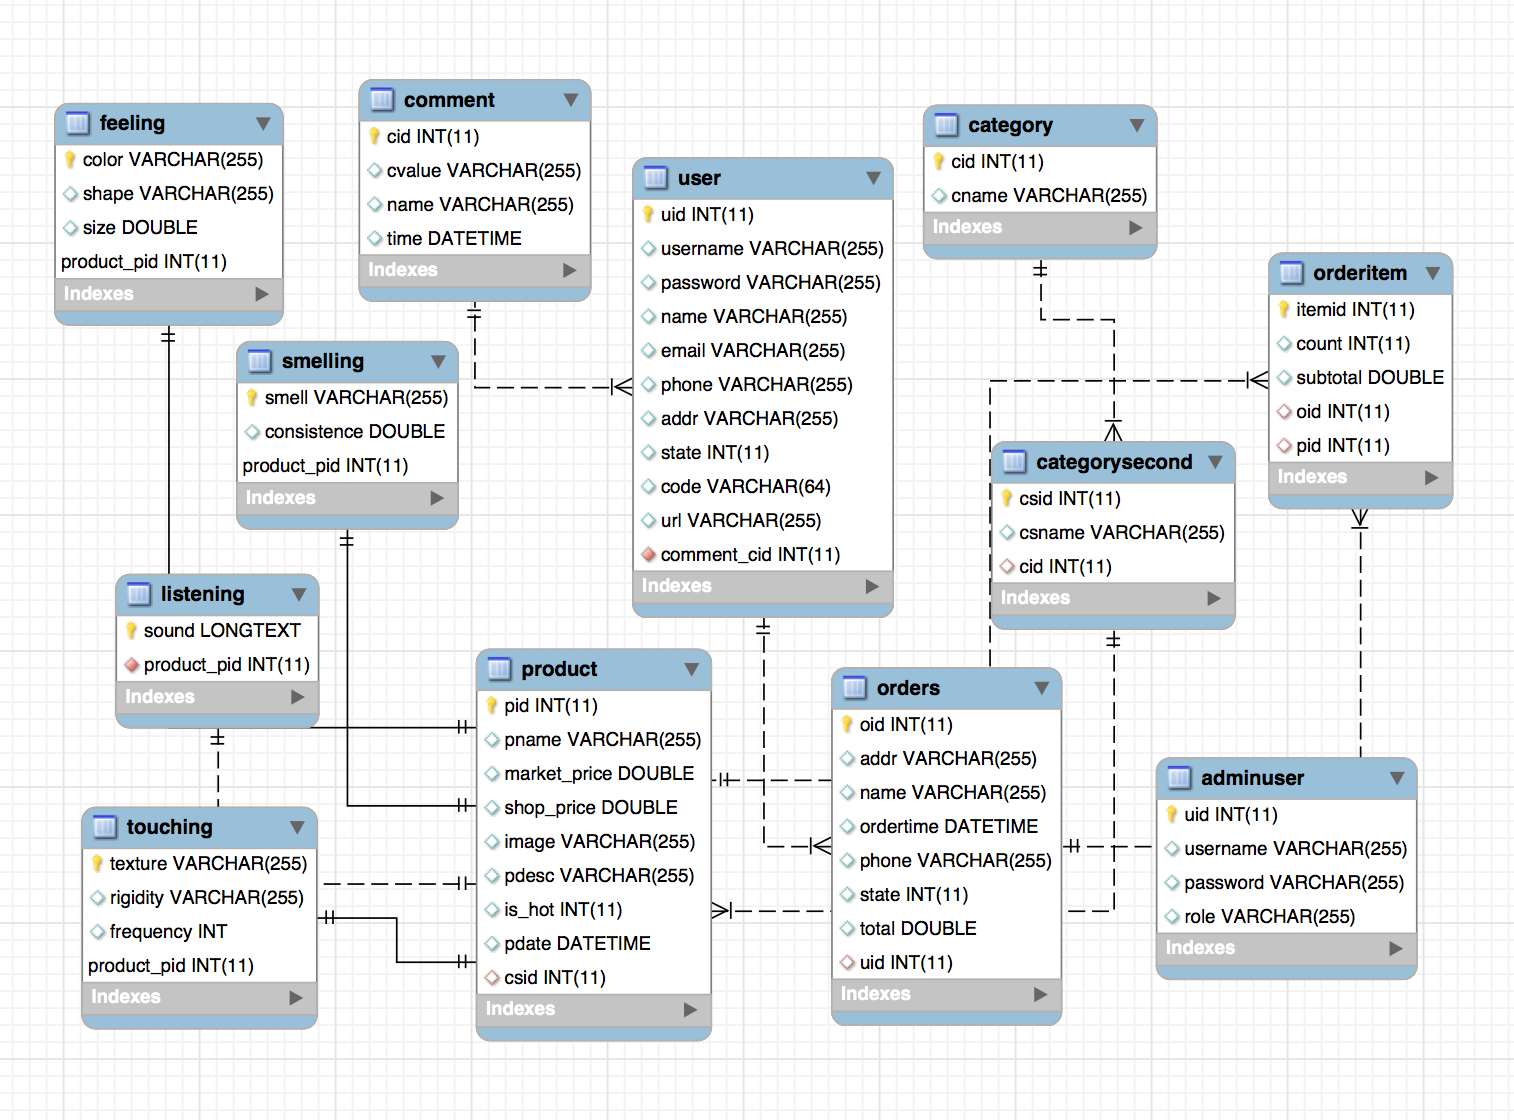 feeling
color VARCHAR(255)
shape VARCHAR(255)
size DOUBLE
product_pid INT(11)
Indexes
comment
cid INT(11)
cvalue VARCHAR(255)
name VARCHAR(255)
time DATETIME
Indexes
user
uid INT(11)
username VARCHAR(255)
password VARCHAR(255)
name VARCHAR(255)
email VARCHAR(255)
phone VARCHAR(255)
addr VARCHAR(255)
state INT(11)
code VARCHAR(64)
url VARCHAR(255)
comment_cid INT(11)
Indexes
category
cid INT(11)
cname VARCHAR(255)
Indexes
orderitem
itemid INT(11)
count INT(11)
subtotal DOUBLE
oid INT(11)
pid INT(11)
Indexes
smelling
smell VARCHAR(255)
consistence DOUBLE
product_pid INT(11)
Indexes
categorysecond
csid INT(11)
csname VARCHAR(255)
cid INT(11)
Indexes
listening
sound LONGTEXT
product_pid INT(11)
Indexes
product
pid INT(11)
pname VARCHAR(255)
market_price DOUBLE
shop_price DOUBLE
image VARCHAR(255)
pdesc VARCHAR(255)
is_hot INT(11)
pdate DATETIME
csid INT(11)
Indexes
orders
oid INT(11)
addr VARCHAR(255)
name VARCHAR(255)
ordertime DATETIME
phone VARCHAR(255)
state INT(11)
total DOUBLE
uid INT(11)
Indexes
adminuser
uid INT(11)
username VARCHAR(255)
password VARCHAR(255)
role VARCHAR(255)
Indexes
touching
texture VARCHAR(255)
rigidity VARCHAR(255)
frequency INT
product_pid INT(11)
Indexes